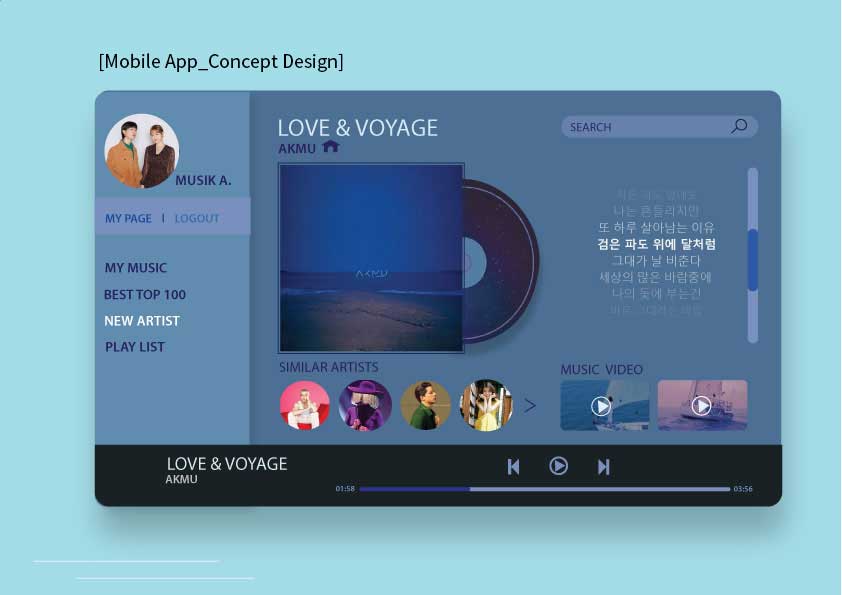 [Mobile App_Concept Design]
MUSIK A.
MY PAGE | LOGOUT
MY MUSIC
BEST TOP 100
NEW ARTIST
PLAY LIST
LOVE & VOYAGE
AKMU
SEARCH
AKMU
나는 흔들리지만
또 하루 살아남는 이유
검은 파도 위에 달처럼
그대가 날 비춘다
세상의 많은 바람중에
나의 돛에 부는건
SIMILAR ARTISTS
>
MUSIC VIDEO
LOVE & VOYAGE
AKMU
01:58
03:56